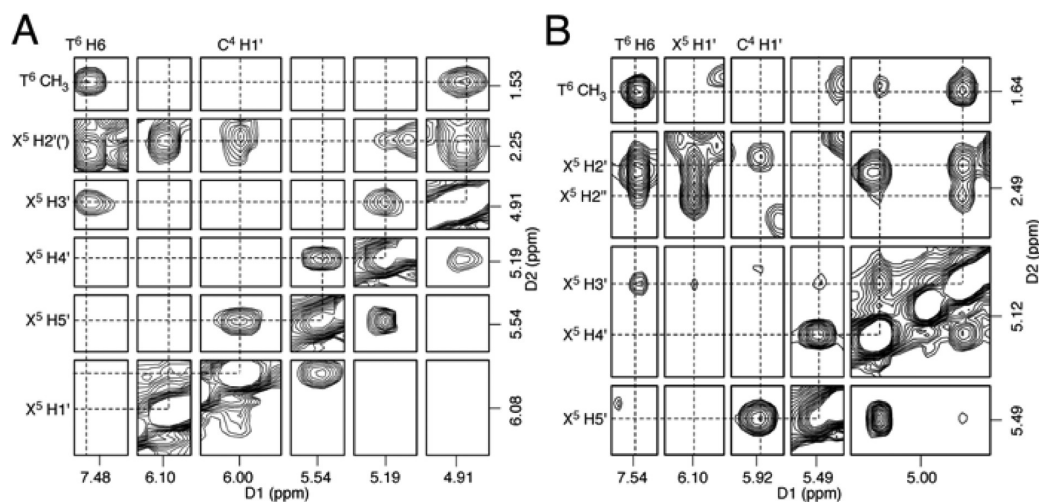 A
T⁶ H6 C⁴ H1'
T⁶ CH₃
X⁵ H2'(')
X⁵ H3'
X⁵ H4'
X⁵ H5'
X⁵ H1'
1.53
2.25
4.91
5.19
5.54
6.08
D2 (ppm)
7.48 6.10 6.00 5.54 5.19 4.91
D1 (ppm)
B
T⁶ H6 X⁵ H1' C⁴ H1'
T⁶ CH₃
X⁵ H2'
X⁵ H2"
X⁵ H3'
X⁵ H4'
X⁵ H5'
1.64
2.49
5.12
5.49
D2 (ppm)
7.54 6.10 5.92 5.49 5.00
D1 (ppm)